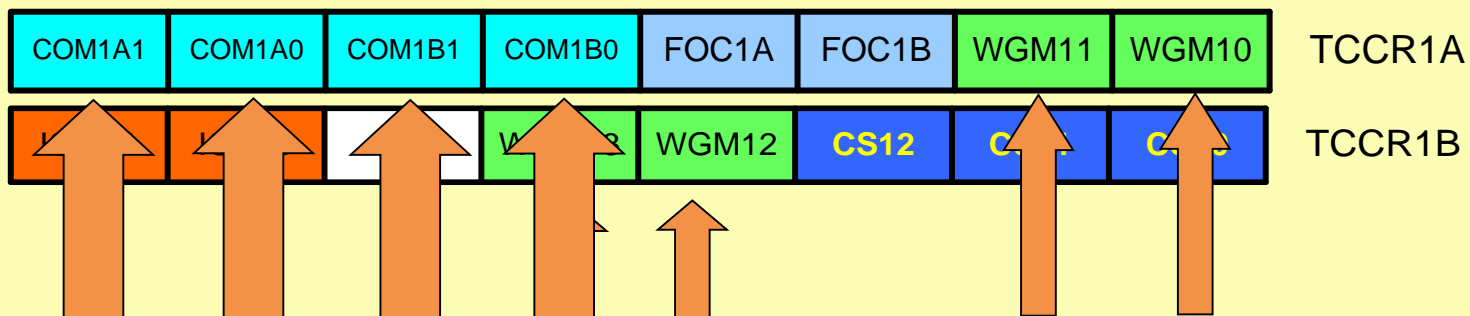 COM1A1 COM1A0 COM1B1 COM1B0 FOC1A FOC1B WGM11 WGM10 TCCR1A
WGM12 CS12 TCCR1B